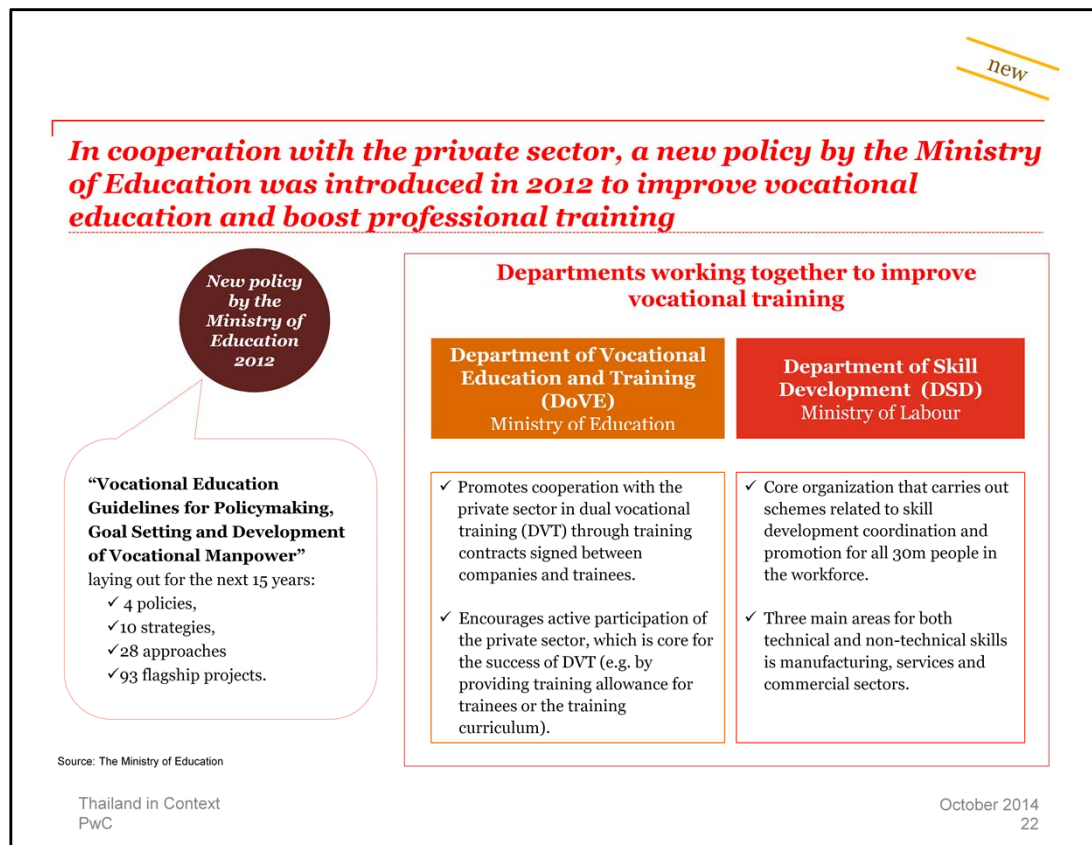 new
In cooperation with the private sector, a new policy by the Ministry
of Education was introduced in 2012 to improve vocational
education and boost professional training
New policy
by the
Ministry of
Education
2012
“Vocational Education
Guidelines for Policymaking,
Goal Setting and Development
of Vocational Manpower”
laying out for the next 15 years:
✓ 4 policies,
✓10 strategies,
✓28 approaches
✓93 flagship projects.
Departments working together to improve
vocational training
Department of Vocational
Education and Training
(DoVE)
Ministry of Education
✓ Promotes cooperation with the
private sector in dual vocational
training (DVT) through training
contracts signed between
companies and trainees.
✓ Encourages active participation of
the private sector, which is core for
the success of DVT (e.g. by
providing training allowance for
trainees or the training
curriculum).
Department of Skill
Development (DSD)
Ministry of Labour
✓ Core organization that carries out
schemes related to skill
development coordination and
promotion for all 30m people in
the workforce.
✓ Three main areas for both
technical and non-technical skills
is manufacturing, services and
commercial sectors.
Source: The Ministry of Education
Thailand in Context
PwC
October 2014
22